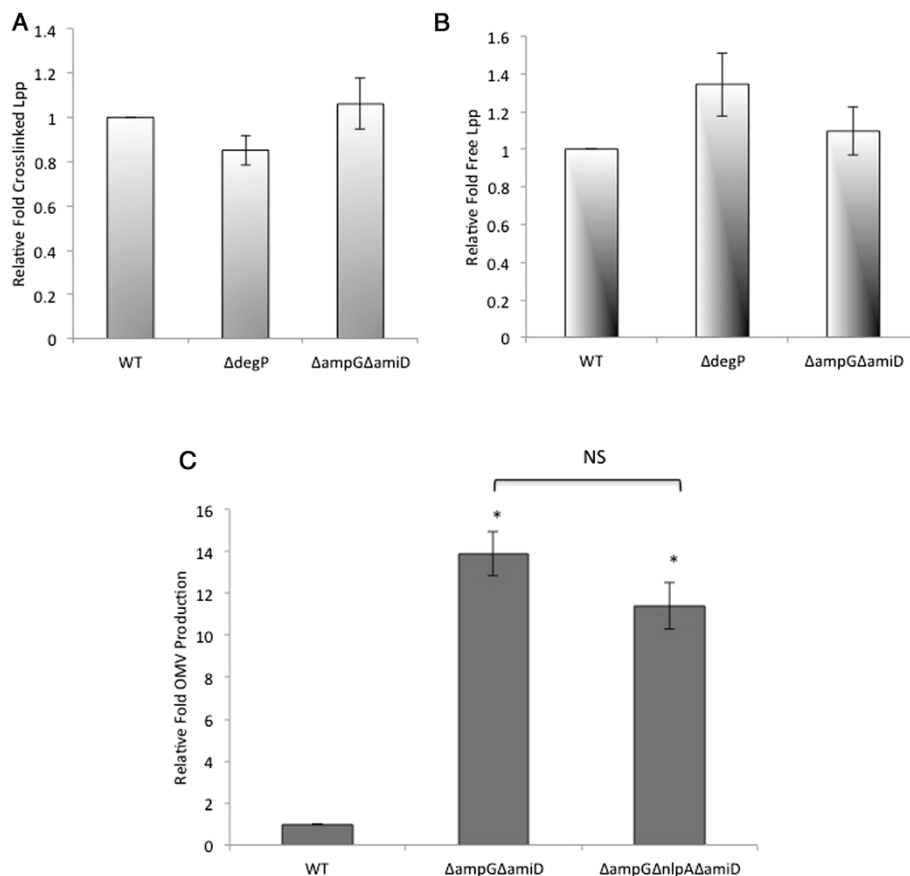 A
Relative Fold Crosslinked Lpp
1.4
1.2
1
0.8
0.6
0.4
0.2
0
WT
ΔdegP
ΔampGΔamiD
B
Relative Fold Free Lpp
1.6
1.4
1.2
1
0.8
0.6
0.4
0.2
0
WT
ΔdegP
ΔampGΔamiD
C
NS
Relative Fold OMV Production
16
14
12
10
8
6
4
2
0
*
*
WT
ΔampGΔamiD
ΔampGΔnlpAΔamiD